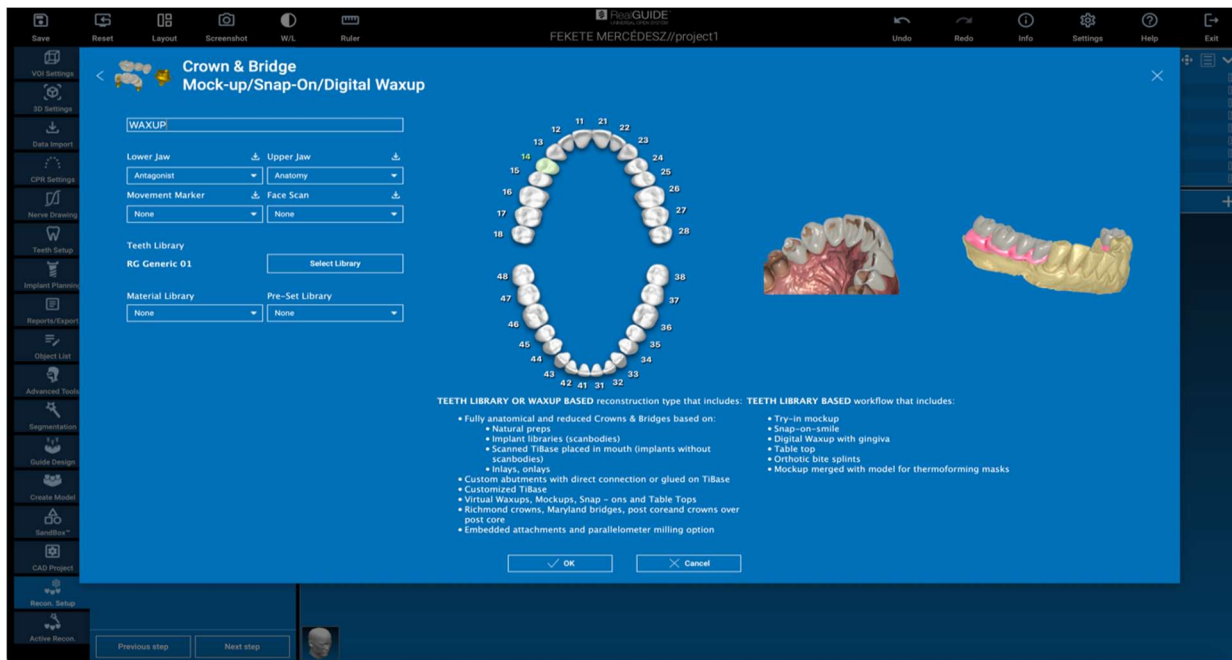 RealGUIDE
UNIVERSAL OPEN SYSTEM
Save
Reset
Layout
Screenshot
W/L
Ruler
FEKETE MERCÉDESZ//project1
Undo
Redo
Info
Settings
Help
Exit
VOI Settings
3D Settings
Data Import
CPR Settings
Nerve Drawing
Teeth Setup
Implant Planning
Reports/Export
Object List
Advanced Tools
Segmentation
Guide Design
Create Model
SandBox™
CAD Project
Recon. Setup
Active Recon.
Crown & Bridge
Mock-up/Snap-On/Digital Waxup
WAXUP
Lower Jaw
Upper Jaw
Antagonist
Anatomy
Movement Marker
Face Scan
None
None
Teeth Library
RG Generic 01
Select Library
Material Library
Pre-Set Library
None
None
11 21
12 22
13 23
14 24
15 25
16 26
17 27
18 28
48 38
47 37
46 36
45 35
44 34
43 33
42 41 31 32
TEETH LIBRARY OR WAXUP BASED reconstruction type that includes:
• Fully anatomical and reduced Crowns & Bridges based on:
• Natural preps
• Implant libraries (scanbodies)
• Scanned TiBase placed in mouth (implants without
scanbodies)
• Inlays, onlays
• Custom abutments with direct connection or glued on TiBase
• Customized TiBase
• Virtual Waxups, Mockups, Snap – ons and Table Tops
• Richmond crowns, Maryland bridges, post coreand crowns over
post core
• Embedded attachments and parallelometer milling option
TEETH LIBRARY BASED workflow that includes:
• Try-in mockup
• Snap-on-smile
• Digital Waxup with gingiva
• Table top
• Orthotic bite splints
• Mockup merged with model for thermoforming masks
OK
Cancel
Previous step
Next step